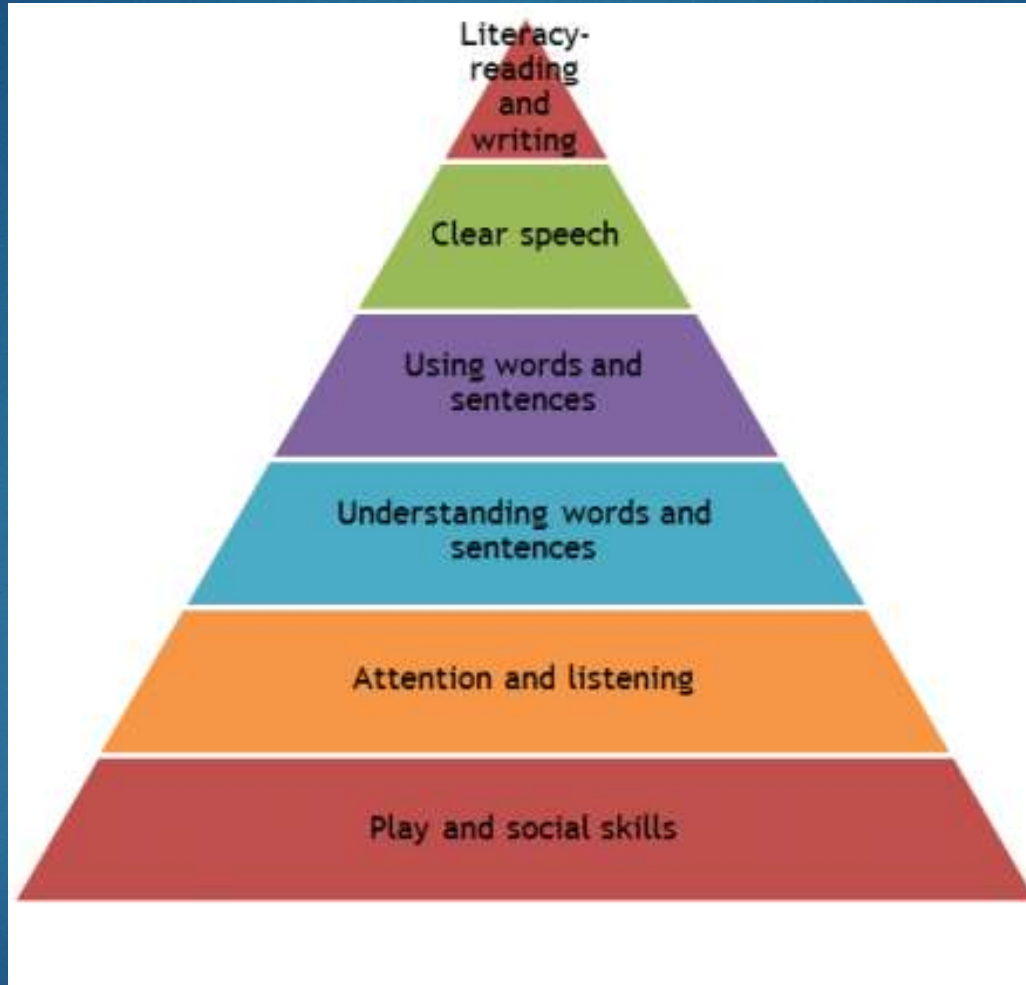 Literacy-
reading
and
writing
Clear speech
Using words and
sentences
Understanding words and
sentences
Attention and listening
Play and social skills